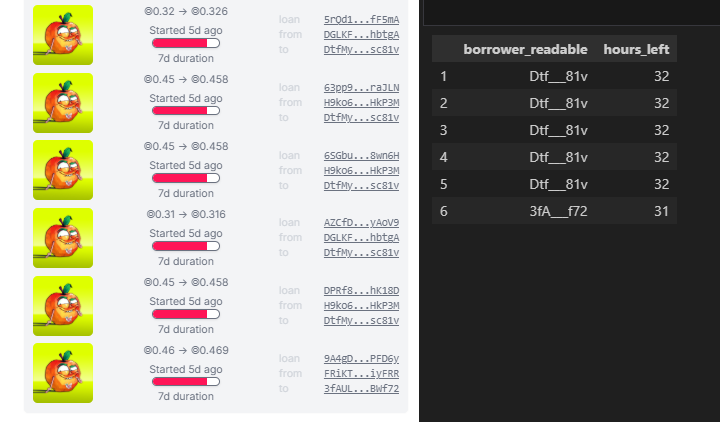 ◎0.32 → ◎0.326
Started 5d ago
7d duration
loan 5rQd1...fF5mA
from DGLKF...hbtgA
to DtfMy...sc81v
◎0.45 → ◎0.458
Started 5d ago
7d duration
loan 63pp9...raJLN
from H9ko6...HkP3M
to DtfMy...sc81v
◎0.45 → ◎0.458
Started 5d ago
7d duration
loan 6SGbu...8wn6H
from H9ko6...HkP3M
to DtfMy...sc81v
◎0.31 → ◎0.316
Started 5d ago
7d duration
loan AZCfD...yAoV9
from DGLKF...hbtgA
to DtfMy...sc81v
◎0.45 → ◎0.458
Started 5d ago
7d duration
loan DPRf8...hK18D
from H9ko6...HkP3M
to DtfMy...sc81v
◎0.46 → ◎0.469
Started 5d ago
7d duration
loan 9A4gD...PFD6y
from FRiKT...iyFRR
to 3fAUL...BWf72
borrower_readable hours_left
1 Dtf___81v 32
2 Dtf___81v 32
3 Dtf___81v 32
4 Dtf___81v 32
5 Dtf___81v 32
6 3fA___f72 31